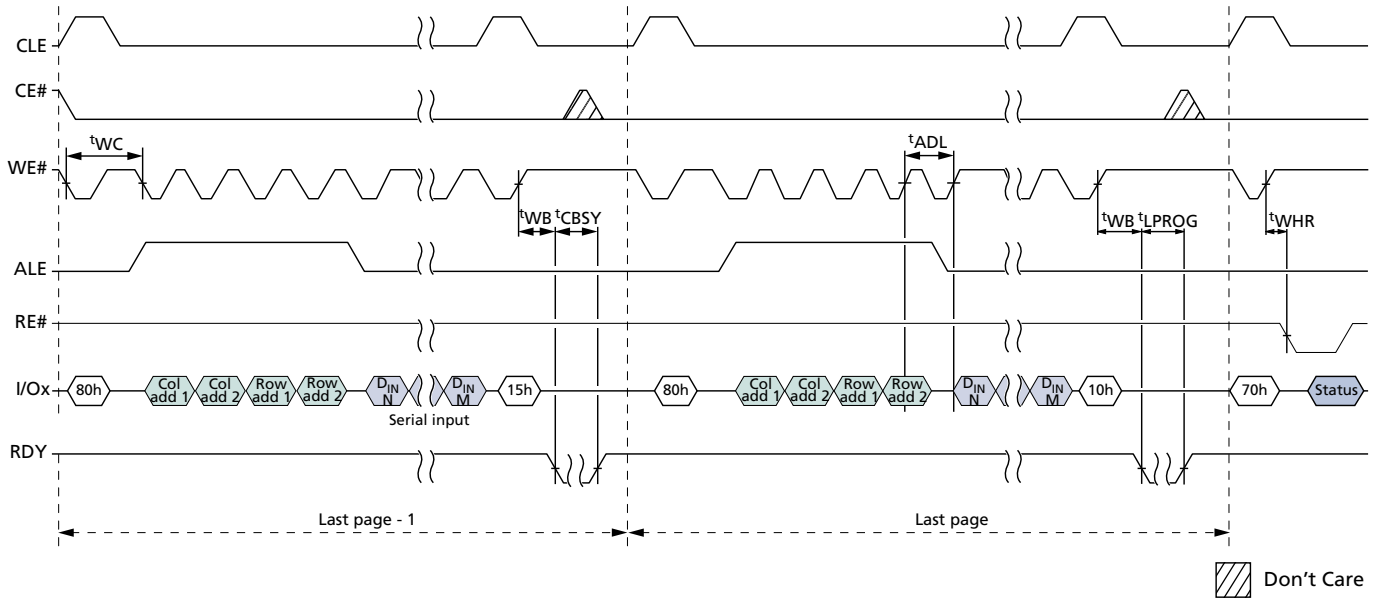 CLE
CE#
tWC
tADL
WE#
tWB tCBSY
tWB tLPROG
tWHR
ALE
RE#
I/Ox
80h
Col add 1
Col add 2
Row add 1
Row add 2
DIN N
DIN M
15h
80h
Col add 1
Col add 2
Row add 1
Row add 2
DIN N
DIN M
10h
70h
Status
Serial input
RDY
Last page - 1
Last page
Don't Care